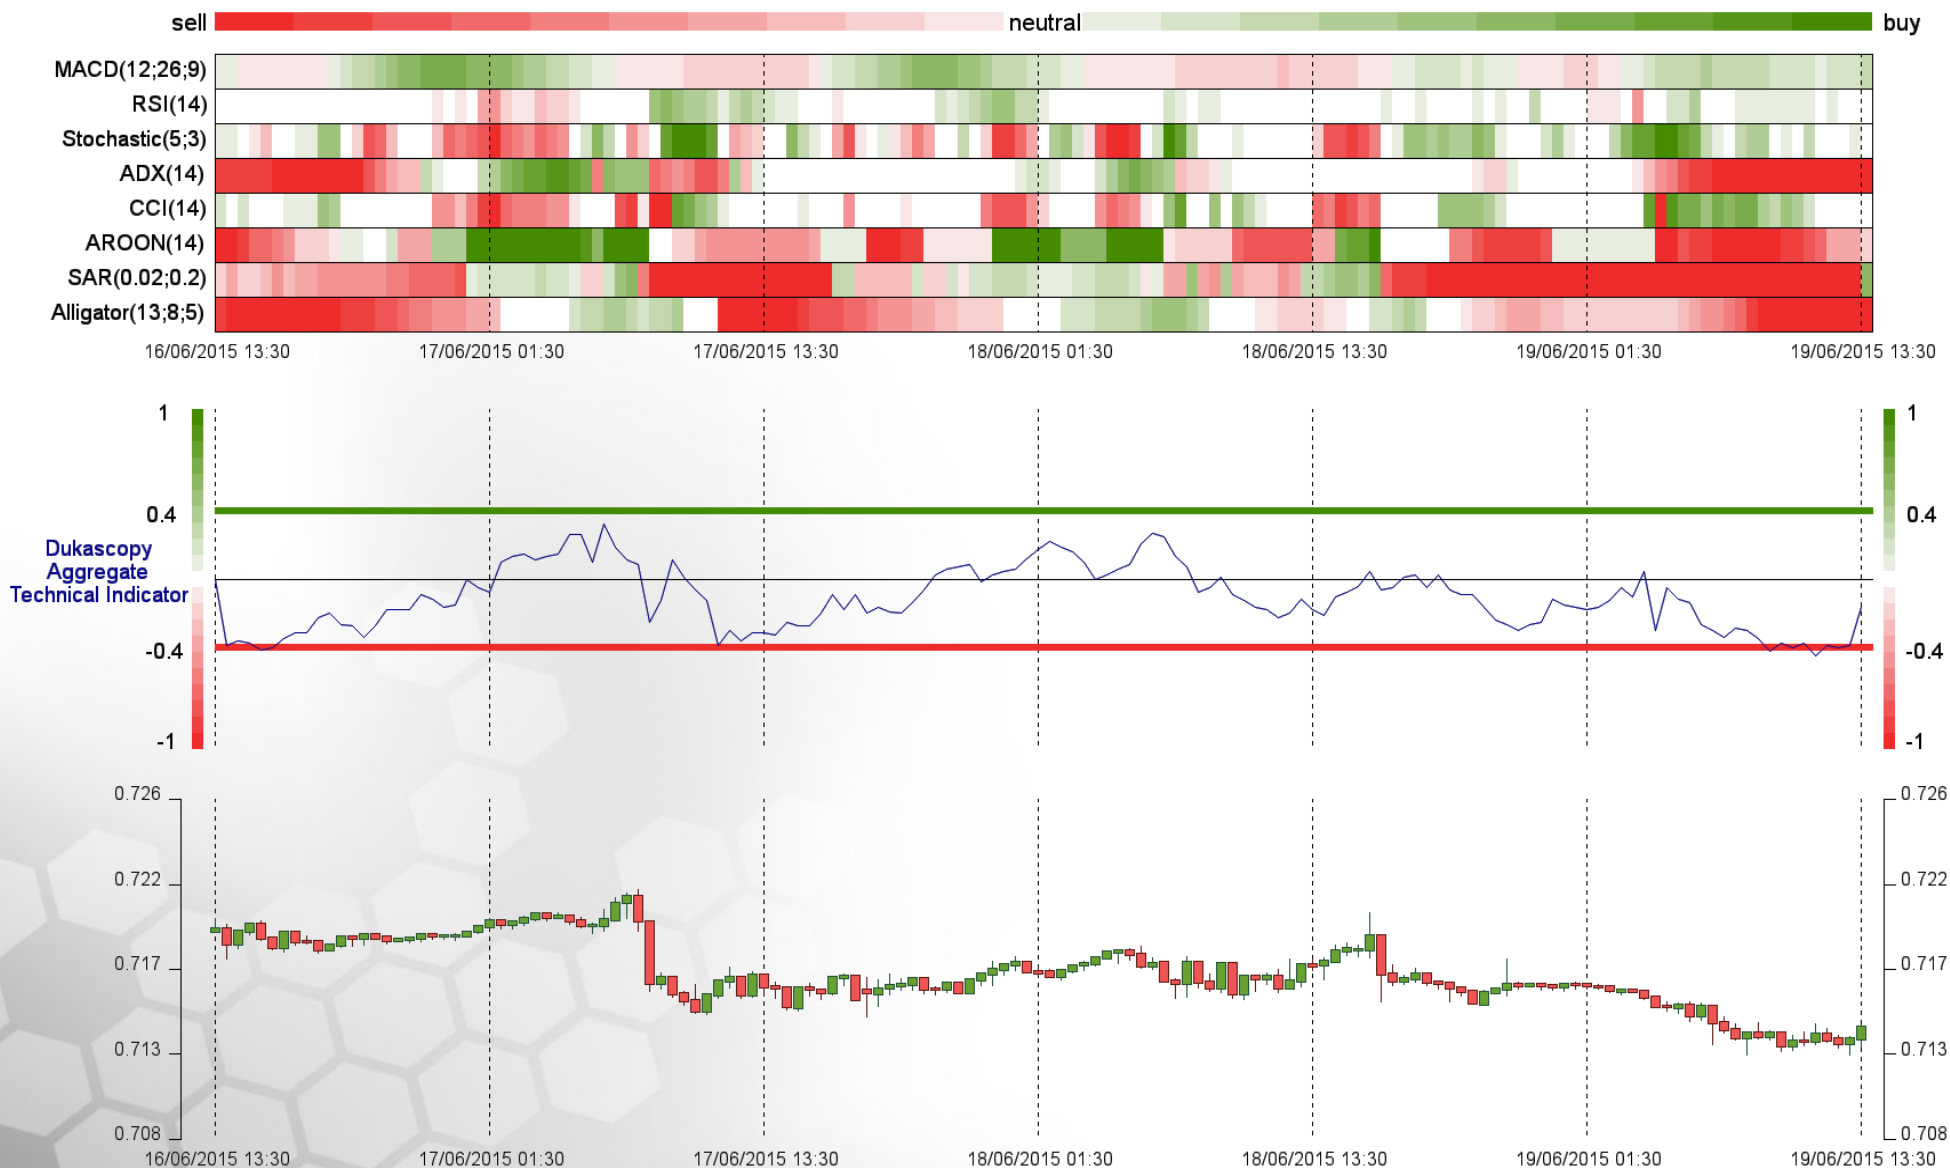 sell neutral buy
MACD(12;26;9)
RSI(14)
Stochastic(5;3)
ADX(14)
CCI(14)
AROON(14)
SAR(0.02;0.2)
Alligator(13;8;5)
16/06/2015 13:30 17/06/2015 01:30 17/06/2015 13:30 18/06/2015 01:30 18/06/2015 13:30 19/06/2015 01:30 19/06/2015 13:30
1 1
0.4 0.4
Dukascopy
Aggregate
Technical Indicator
-0.4 -0.4
-1 -1
0.726 0.726
0.722 0.722
0.717 0.717
0.713 0.713
0.708 0.708
16/06/2015 13:30 17/06/2015 01:30 17/06/2015 13:30 18/06/2015 01:30 18/06/2015 13:30 19/06/2015 01:30 19/06/2015 13:30